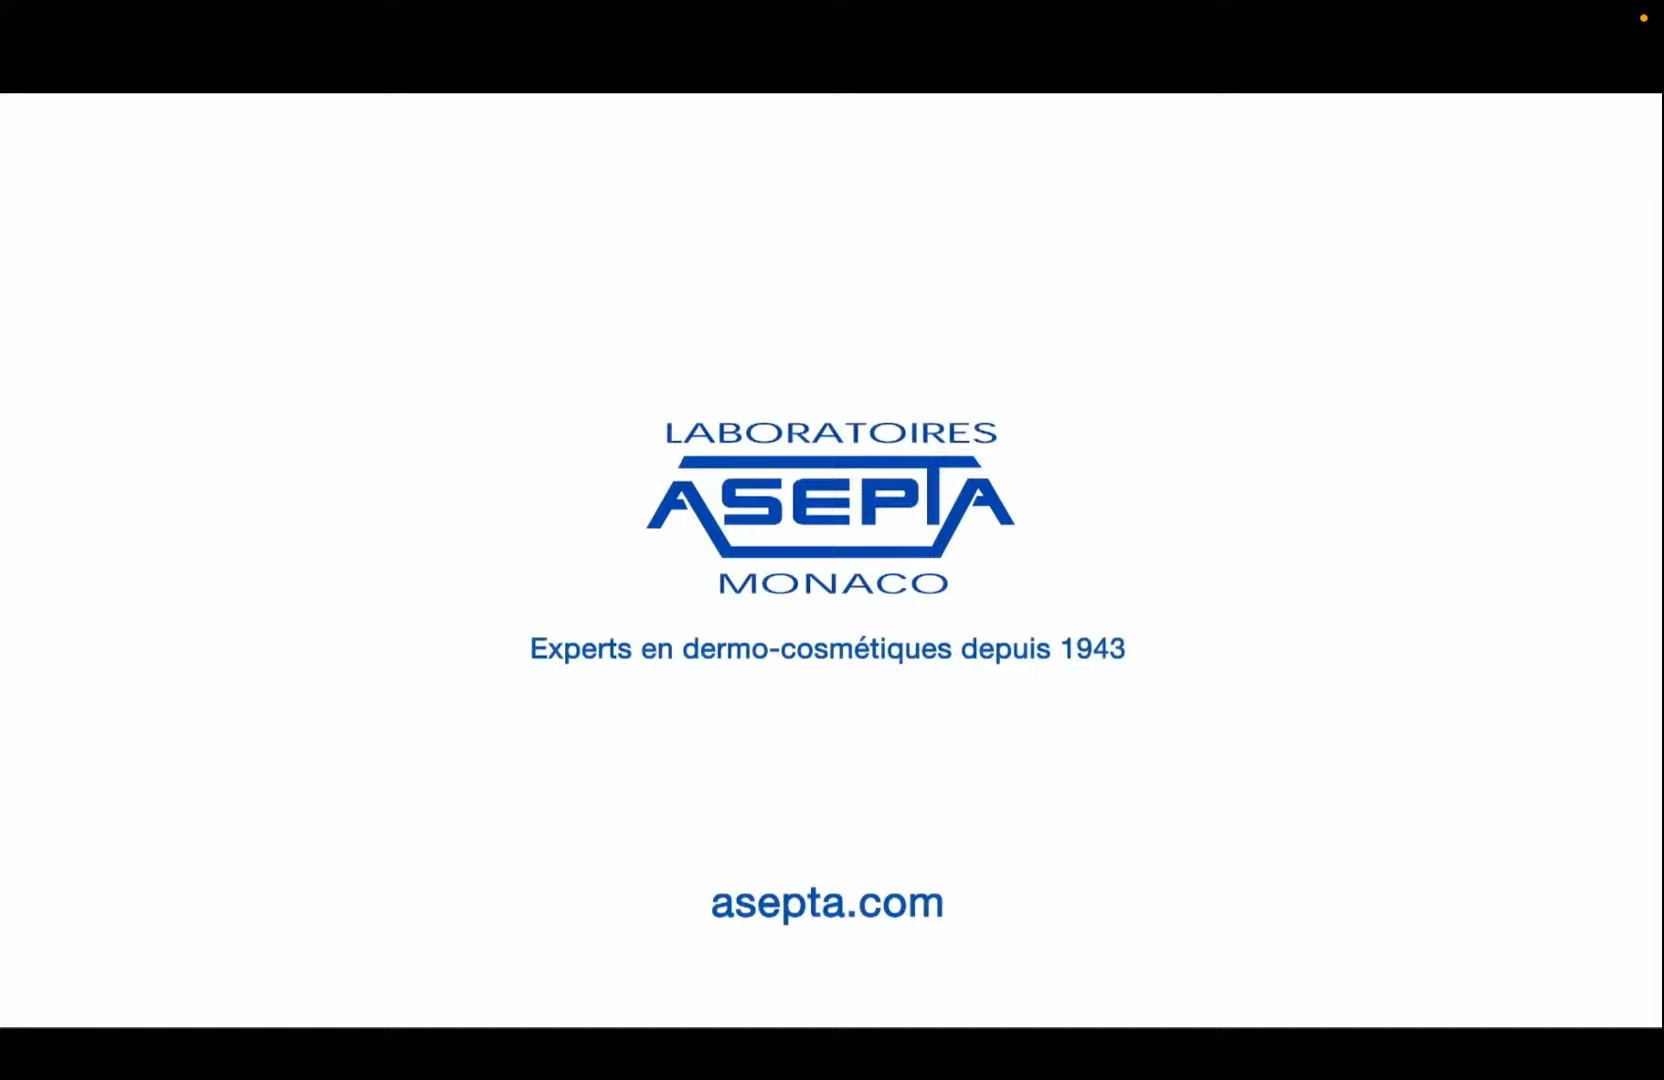 LABORATOIRES
ASEPTA
MONACO
Experts en dermo-cosmétiques depuis 1943
asepta.com